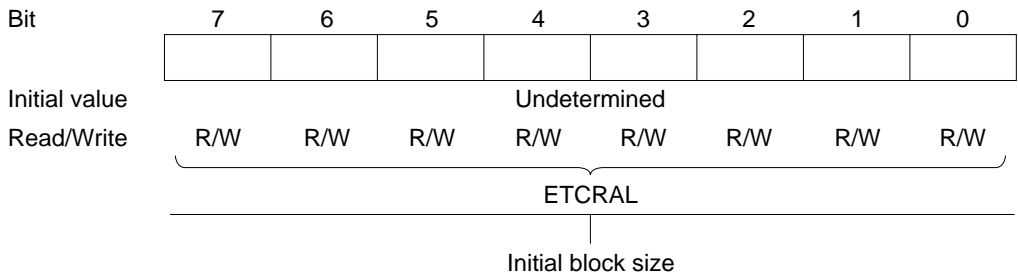 Bit 7 6 5 4 3 2 1 0
Initial value Undetermined
Read/Write R/W R/W R/W R/W R/W R/W R/W R/W
ETCRAL
Initial block size